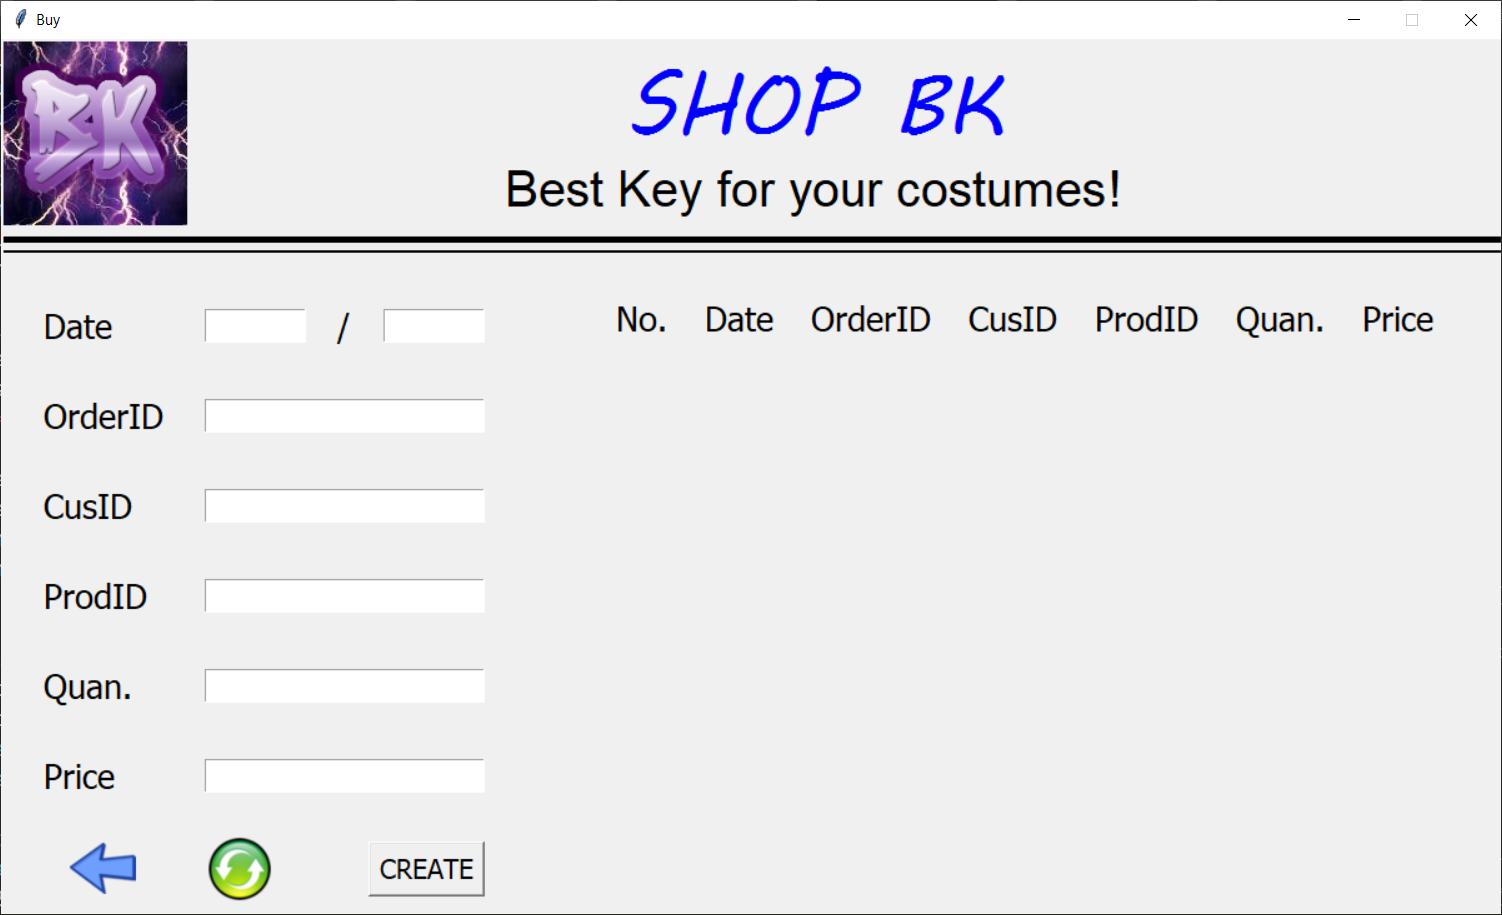 Buy
BK
SHOP BK
Best Key for your costumes!
Date /
OrderID
CusID
ProdID
Quan.
Price
CREATE
No. Date OrderID CusID ProdID Quan. Price